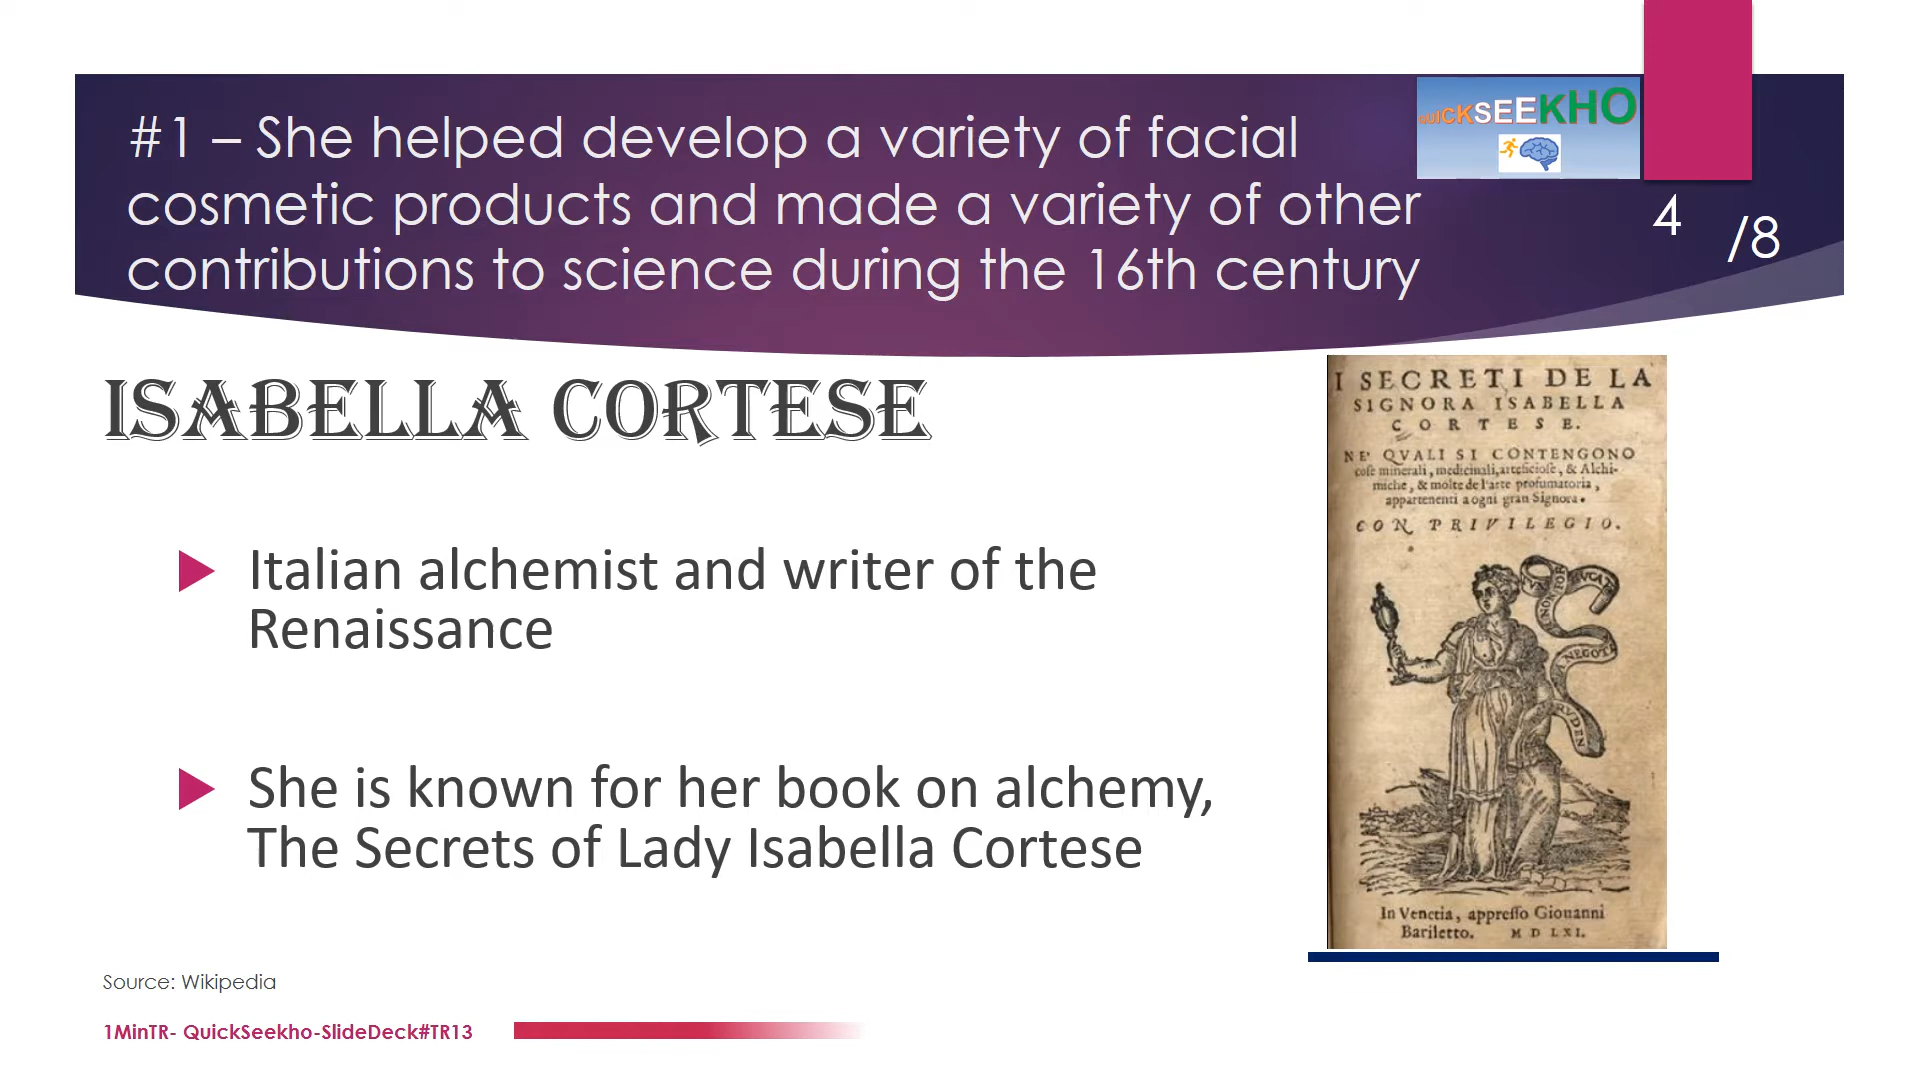 #1 – She helped develop a variety of facial
cosmetic products and made a variety of other
contributions to science during the 16th century
QUICKSEEKHO
4 /8
ISABELLA CORTESE
Italian alchemist and writer of the
Renaissance
She is known for her book on alchemy,
The Secrets of Lady Isabella Cortese
I SECRETI DE LA
SIGNORA ISABELLA
CORTESE.
NE' QVALI SI CONTENGONO
coſe minerali, medicinali, arteficioſe, & Alchi-
miche, & molte de l'arte profumatoria,
appartenenti a ogni gran Signora.
CON PRIVILEGIO.
NEGOT
In Venetia, appreſſo Giouanni
Bariletto. M D LXI.
Source: Wikipedia
1MinTR- QuickSeekho-SlideDeck#TR13